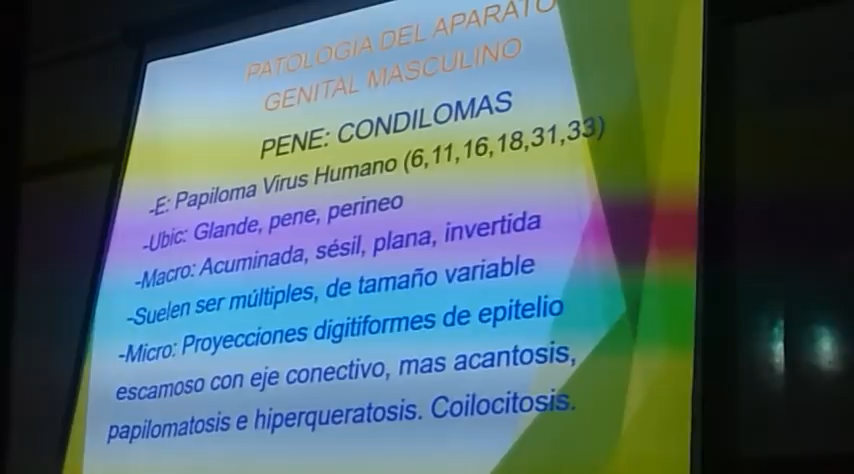 PATOLOGIA DEL APARATO
GENITAL MASCULINO
PENE: CONDILOMAS
-E: Papiloma Virus Humano (6,11,16,18,31,33)
-Ubic: Glande, pene, perineo
-Macro: Acuminada, sésil, plana, invertida
-Suelen ser múltiples, de tamaño variable
-Micro: Proyecciones digitiformes de epitelio
escamoso con eje conectivo, mas acantosis,
papilomatosis e hiperqueratosis. Coilocitosis.